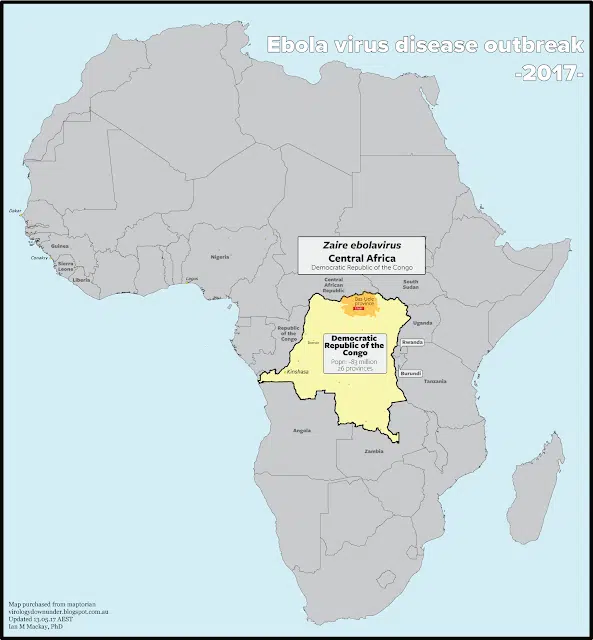 Ebola virus disease outbreak
-2017-
Zaire ebolavirus
Central Africa
Democratic Republic of the Congo
Dakar
Guinea
Conakry
Sierra
Leone
Liberia
Nigeria
Lagos
Central
African
Republic
South
Sudan
Bas Uele
province
Uganda
Republic
of the
Congo
Democratic
Republic of the
Congo
Popn: ~83 million
26 provinces
Rwanda
Kinshasa
Burundi
Tanzania
Angola
Zambia
Map purchased from maptorian
virologydownunder.blogspot.com.au
Updated 13.05.17 AEST
Ian M Mackay, PhD